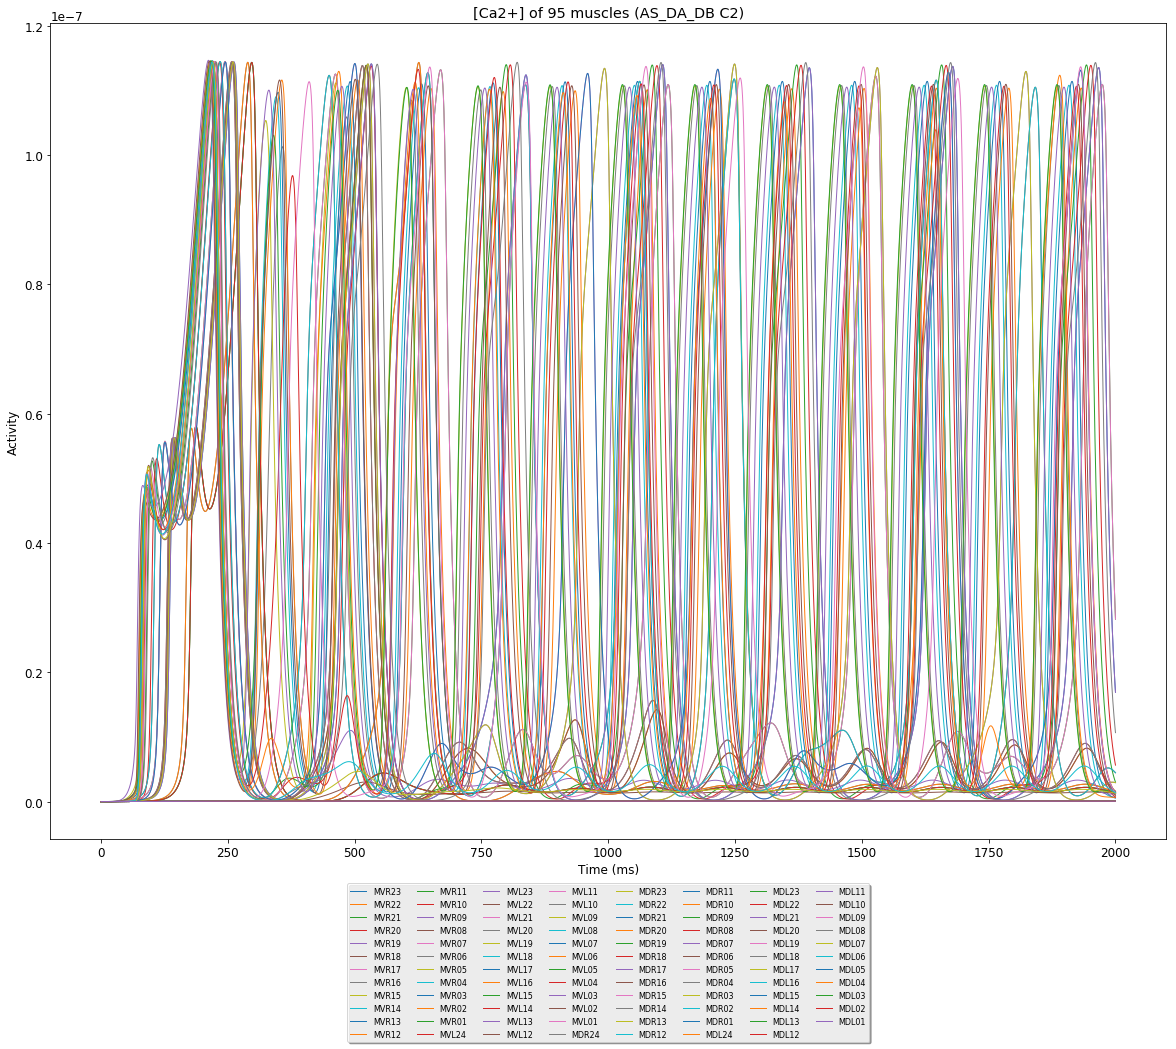 [Ca2+] of 95 muscles (AS_DA_DB C2)
1e−7
1.2
1.0
0.8
0.6
0.4
0.2
0.0
Activity
0 250 500 750 1000 1250 1500 1750 2000
Time (ms)
MVR23 MVR11 MVL23 MVL11 MDR23 MDR11 MDL23 MDL11
MVR22 MVR10 MVL22 MVL10 MDR22 MDR10 MDL22 MDL10
MVR21 MVR09 MVL21 MVL09 MDR21 MDR09 MDL21 MDL09
MVR20 MVR08 MVL20 MVL08 MDR20 MDR08 MDL20 MDL08
MVR19 MVR07 MVL19 MVL07 MDR19 MDR07 MDL19 MDL07
MVR18 MVR06 MVL18 MVL06 MDR18 MDR06 MDL18 MDL06
MVR17 MVR05 MVL17 MVL05 MDR17 MDR05 MDL17 MDL05
MVR16 MVR04 MVL16 MVL04 MDR16 MDR04 MDL16 MDL04
MVR15 MVR03 MVL15 MVL03 MDR15 MDR03 MDL15 MDL03
MVR14 MVR02 MVL14 MVL02 MDR14 MDR02 MDL14 MDL02
MVR13 MVR01 MVL13 MVL01 MDR13 MDR01 MDL13 MDL01
MVR12 MVL24 MVL12 MDR24 MDR12 MDL24 MDL12